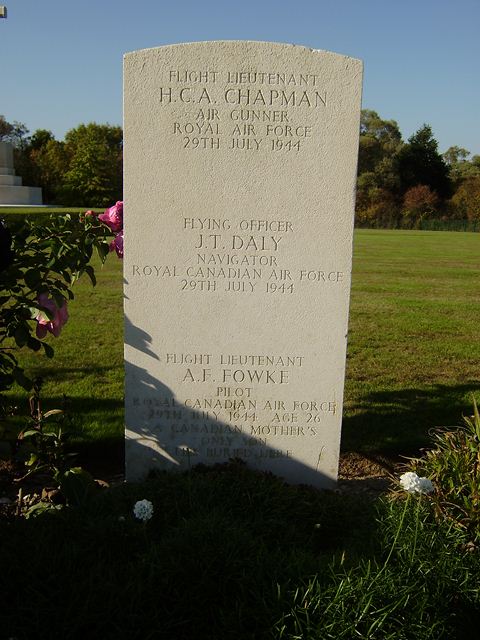 FLIGHT LIEUTENANT
H.C.A. CHAPMAN
AIR GUNNER
ROYAL AIR FORCE
29TH JULY 1944
FLYING OFFICER
J.T. DALY
NAVIGATOR
ROYAL CANADIAN AIR FORCE
29TH JULY 1944
FLIGHT LIEUTENANT
A.F. FOWKE
PILOT
ROYAL CANADIAN AIR FORCE
29TH JULY 1944 AGE 26
A CANADIAN MOTHER'S
ONLY SON
LIES BURIED HERE